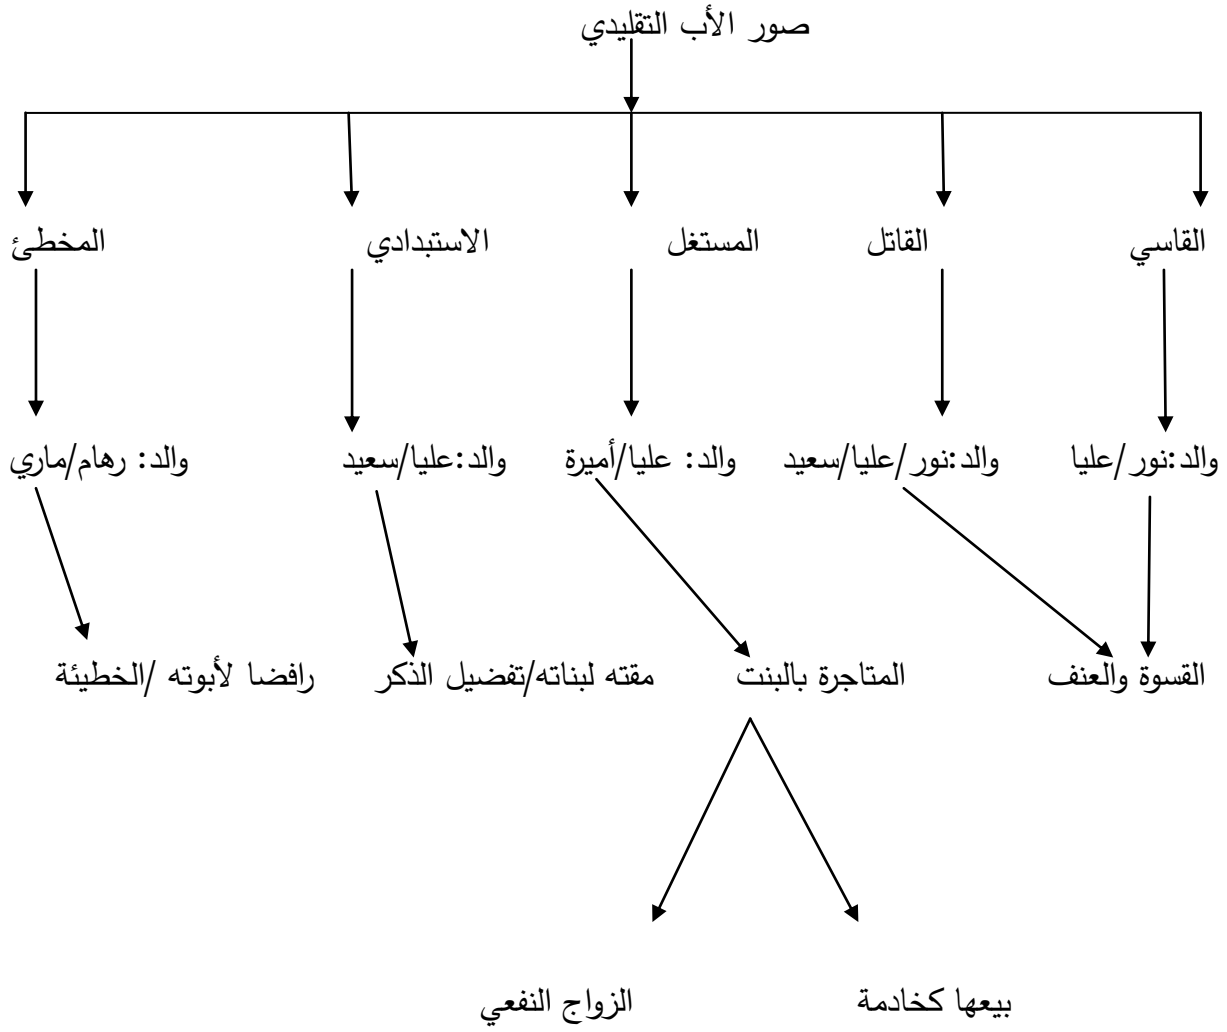 صور الأب التقليدي
القاسي القاتل المستغل الاستبدادي المخطئ
والد:نور/عليا والد:نور/عليا/سعيد والد: عليا/أميرة والد:عليا/سعيد والد: رهام/ماري
القسوة والعنف المتاجرة بالبنت مقته لبناته/تفضيل الذكر رافضا لأبوته /الخطيئة
بيعها كخادمة الزواج النفعي